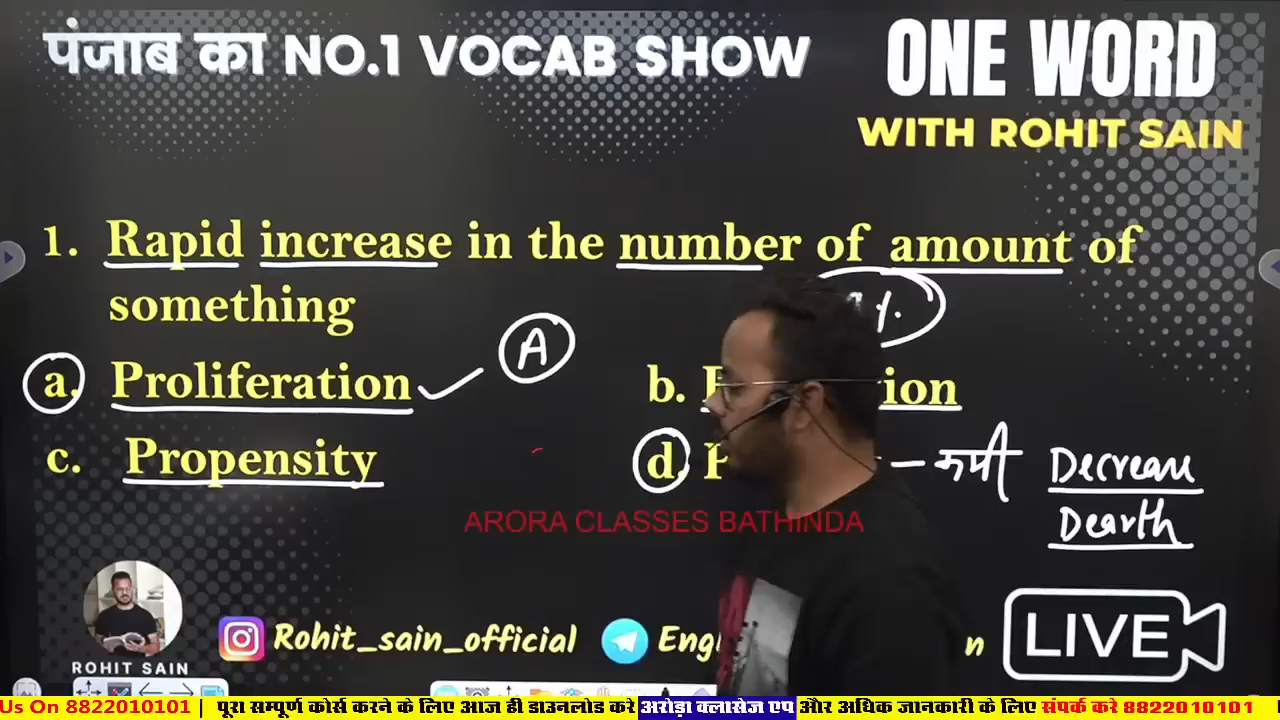 पंजाब का NO.1 VOCAB SHOW
ONE WORD
WITH ROHIT SAIN
1. Rapid increase in the number of amount of
something
A
a. Proliferation
b.
c. Propensity
d. – कमी Decrease
Dearth
ARORA CLASSES BATHINDA
ROHIT SAIN
Rohit_sain_official
LIVE
Us On 8822010101 | पूरा सम्पूर्ण कोर्स करने के लिए आज ही डाउनलोड करे अरोड़ा क्लासेज एप और अधिक जानकारी के लिए संपर्क करे 8822010101